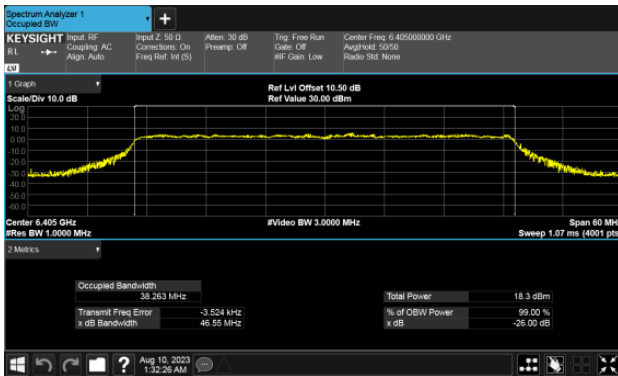 Spectrum Analyzer 1
Occupied BW
KEYSIGHT
RL
LXI
Input: RF
Coupling: AC
Align: Auto
Input Z: 50 Ω
Corrections: On
Freq Ref: Int (S)
Atten: 30 dB
Preamp: Off
Trig: Free Run
Gate: Off
#IF Gain: Low
Center Freq: 6.405000000 GHz
Avg|Hold: 50/50
Radio Std: None
1 Graph
Scale/Div 10.0 dB
Ref Lvl Offset 10.50 dB
Ref Value 30.00 dBm
Log
20.0
10.0
0.00
-10.0
-20.0
-30.0
-40.0
-50.0
-60.0
Center 6.405 GHz
#Res BW 1.0000 MHz
#Video BW 3.0000 MHz
Span 60 MH
Sweep 1.07 ms (4001 pts
2 Metrics
Occupied Bandwidth
38.263 MHz
Transmit Freq Error -3.524 kHz
x dB Bandwidth 46.55 MHz
Total Power 18.3 dBm
% of OBW Power 99.00 %
x dB -26.00 dB
Aug 10, 2023
1:32:26 AM